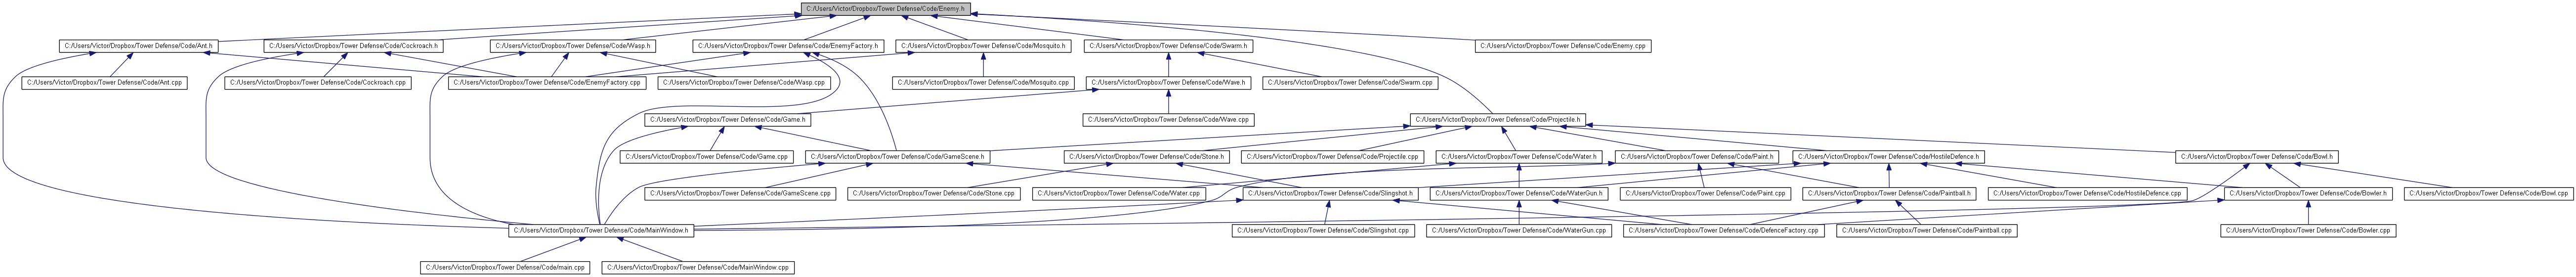 C:/Users/Victor/Dropbox/Tower Defense/Code/Enemy.h
C:/Users/Victor/Dropbox/Tower Defense/Code/Ant.h
C:/Users/Victor/Dropbox/Tower Defense/Code/Cockroach.h
C:/Users/Victor/Dropbox/Tower Defense/Code/Wasp.h
C:/Users/Victor/Dropbox/Tower Defense/Code/EnemyFactory.h
C:/Users/Victor/Dropbox/Tower Defense/Code/Mosquito.h
C:/Users/Victor/Dropbox/Tower Defense/Code/Swarm.h
C:/Users/Victor/Dropbox/Tower Defense/Code/Enemy.cpp
C:/Users/Victor/Dropbox/Tower Defense/Code/Ant.cpp
C:/Users/Victor/Dropbox/Tower Defense/Code/Cockroach.cpp
C:/Users/Victor/Dropbox/Tower Defense/Code/EnemyFactory.cpp
C:/Users/Victor/Dropbox/Tower Defense/Code/Wasp.cpp
C:/Users/Victor/Dropbox/Tower Defense/Code/Mosquito.cpp
C:/Users/Victor/Dropbox/Tower Defense/Code/Wave.h
C:/Users/Victor/Dropbox/Tower Defense/Code/Swarm.cpp
C:/Users/Victor/Dropbox/Tower Defense/Code/Game.h
C:/Users/Victor/Dropbox/Tower Defense/Code/Wave.cpp
C:/Users/Victor/Dropbox/Tower Defense/Code/Projectile.h
C:/Users/Victor/Dropbox/Tower Defense/Code/Game.cpp
C:/Users/Victor/Dropbox/Tower Defense/Code/GameScene.h
C:/Users/Victor/Dropbox/Tower Defense/Code/Stone.h
C:/Users/Victor/Dropbox/Tower Defense/Code/Projectile.cpp
C:/Users/Victor/Dropbox/Tower Defense/Code/Water.h
C:/Users/Victor/Dropbox/Tower Defense/Code/Paint.h
C:/Users/Victor/Dropbox/Tower Defense/Code/HostileDefence.h
C:/Users/Victor/Dropbox/Tower Defense/Code/Bowl.h
C:/Users/Victor/Dropbox/Tower Defense/Code/GameScene.cpp
C:/Users/Victor/Dropbox/Tower Defense/Code/Stone.cpp
C:/Users/Victor/Dropbox/Tower Defense/Code/Water.cpp
C:/Users/Victor/Dropbox/Tower Defense/Code/Slingshot.h
C:/Users/Victor/Dropbox/Tower Defense/Code/WaterGun.h
C:/Users/Victor/Dropbox/Tower Defense/Code/Paint.cpp
C:/Users/Victor/Dropbox/Tower Defense/Code/Paintball.h
C:/Users/Victor/Dropbox/Tower Defense/Code/HostileDefence.cpp
C:/Users/Victor/Dropbox/Tower Defense/Code/Bowler.h
C:/Users/Victor/Dropbox/Tower Defense/Code/Bowl.cpp
C:/Users/Victor/Dropbox/Tower Defense/Code/MainWindow.h
C:/Users/Victor/Dropbox/Tower Defense/Code/Slingshot.cpp
C:/Users/Victor/Dropbox/Tower Defense/Code/WaterGun.cpp
C:/Users/Victor/Dropbox/Tower Defense/Code/DefenceFactory.cpp
C:/Users/Victor/Dropbox/Tower Defense/Code/Paintball.cpp
C:/Users/Victor/Dropbox/Tower Defense/Code/Bowler.cpp
C:/Users/Victor/Dropbox/Tower Defense/Code/main.cpp
C:/Users/Victor/Dropbox/Tower Defense/Code/MainWindow.cpp